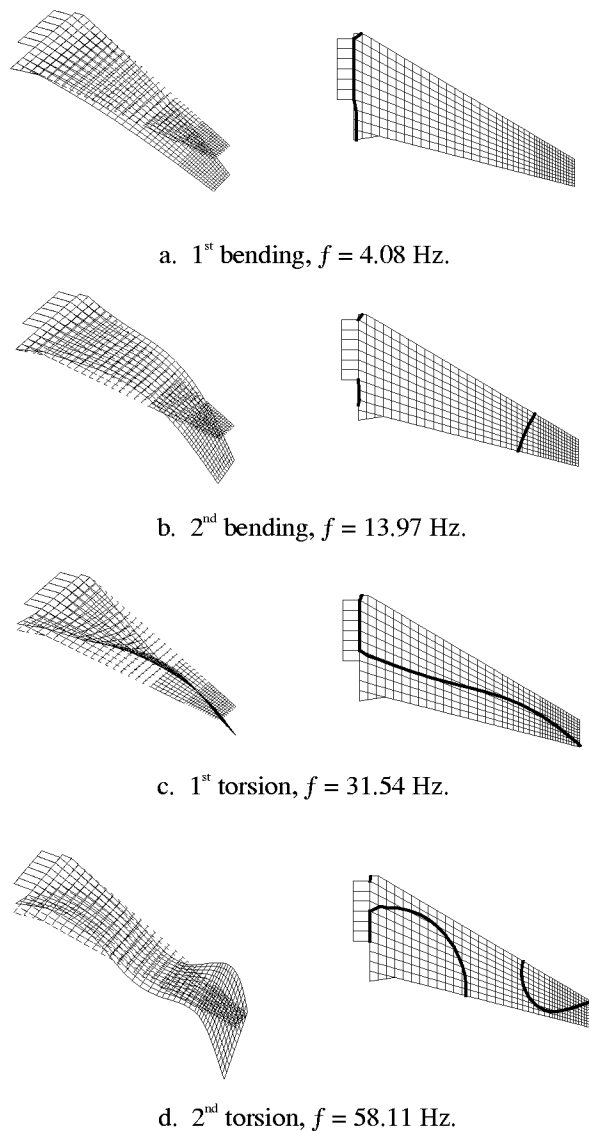 a. 1st bending, f = 4.08 Hz.
b. 2nd bending, f = 13.97 Hz.
c. 1st torsion, f = 31.54 Hz.
d. 2nd torsion, f = 58.11 Hz.